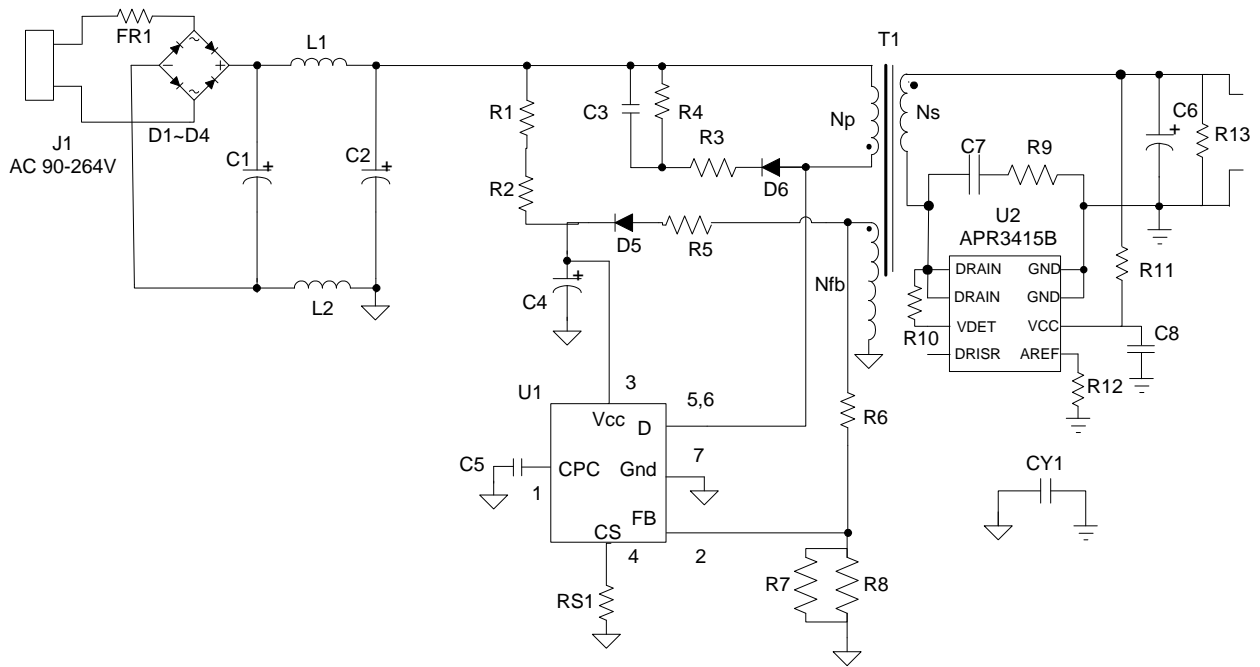 FR1
L1
T1
J1
AC 90-264V
D1~D4
~
~
-
+
C1
+
C2
+
L2
R1
R2
C3
R4
R3
D6
Np
Ns
C6
+
R13
C7
R9
U2
APR3415B
DRAIN
GND
DRAIN
GND
VDET
VCC
DRISR
AREF
R10
R11
C8
R12
D5
R5
C4
+
Nfb
U1
3
5,6
Vcc
D
R6
C5
CPC
Gnd
7
1
FB
CS
4
2
RS1
R7
R8
CY1